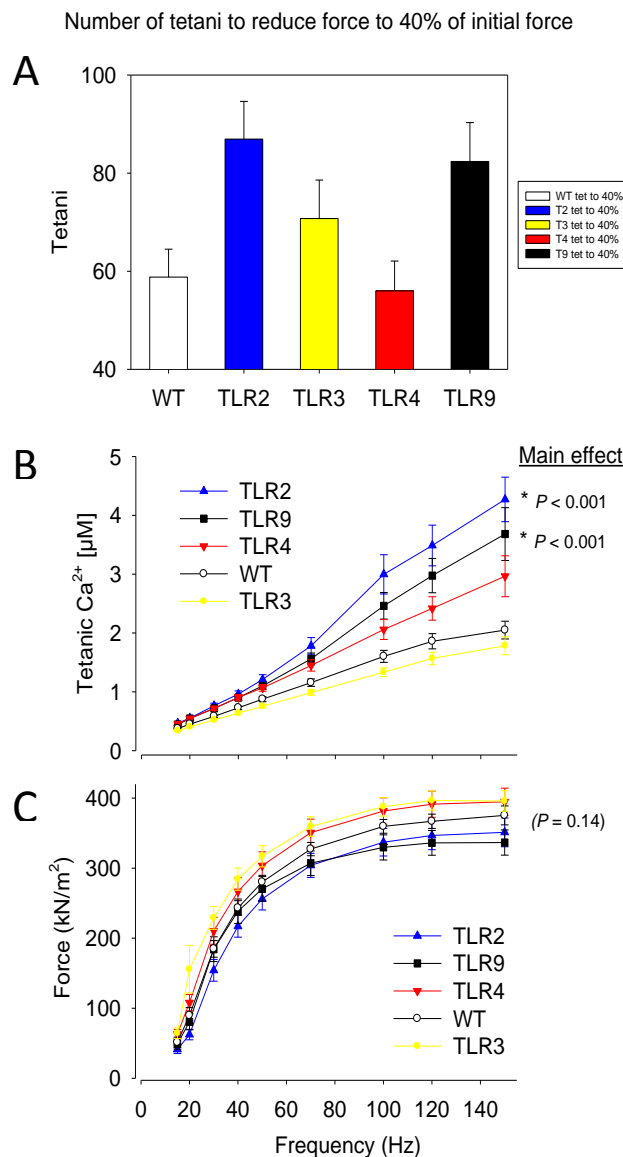 Number of tetani to reduce force to 40% of initial force
A
100
80
60
40
Tetani
WT
TLR2
TLR3
TLR4
TLR9
WT tet to 40%
T2 tet to 40%
T3 tet to 40%
T4 tet to 40%
T9 tet to 40%
B
Main effect
5
4
3
2
1
0
Tetanic Ca²⁺ [µM]
TLR2
TLR9
TLR4
WT
TLR3
* P < 0.001
* P < 0.001
C
400
300
200
100
0
Force (kN/m²)
(P = 0.14)
TLR2
TLR9
TLR4
WT
TLR3
0 20 40 60 80 100 120 140
Frequency (Hz)